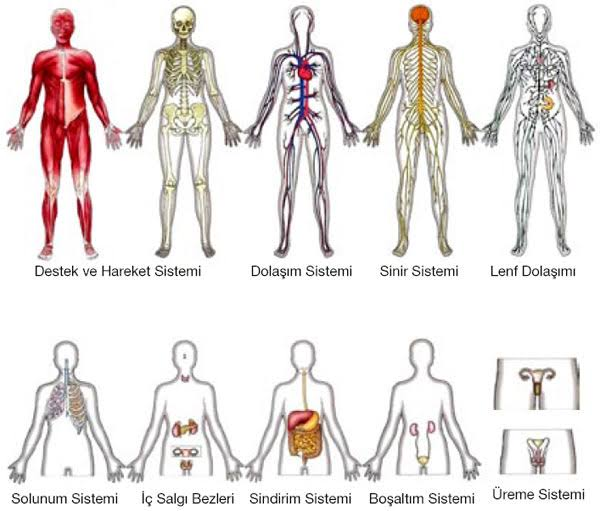 Destek ve Hareket Sistemi
Dolaşım Sistemi
Sinir Sistemi
Lenf Dolaşımı
Solunum Sistemi
İç Salgı Bezleri
Sindirim Sistemi
Boşaltım Sistemi
Üreme Sistemi